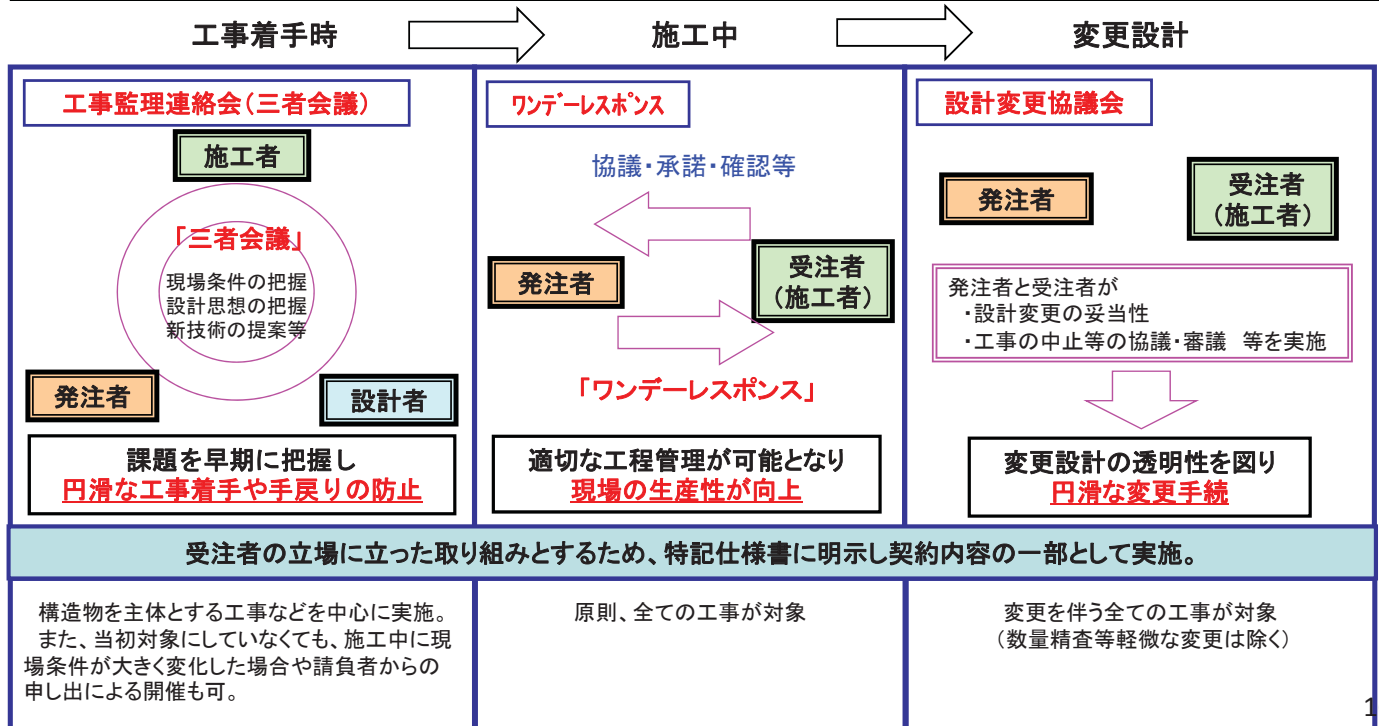 工事着手時
施工中
変更設計
工事監理連絡会(三者会議)
施工者
「三者会議」
現場条件の把握
設計思想の把握
新技術の提案等
発注者
設計者
課題を早期に把握し
円滑な工事着手や手戻りの防止
ﾜﾝﾃﾞｰﾚｽﾎﾟﾝｽ
協議・承諾・確認等
発注者
受注者
(施工者)
「ワンデーレスポンス」
適切な工程管理が可能となり
現場の生産性が向上
設計変更協議会
発注者
受注者
(施工者)
発注者と受注者が
・設計変更の妥当性
・工事の中止等の協議・審議 等を実施
変更設計の透明性を図り
円滑な変更手続
受注者の立場に立った取り組みとするため、特記仕様書に明示し契約内容の一部として実施。
構造物を主体とする工事などを中心に実施。
また、当初対象にしていなくても、施工中に現
場条件が大きく変化した場合や請負者からの
申し出による開催も可。
原則、全ての工事が対象
変更を伴う全ての工事が対象
(数量精査等軽微な変更は除く)
1